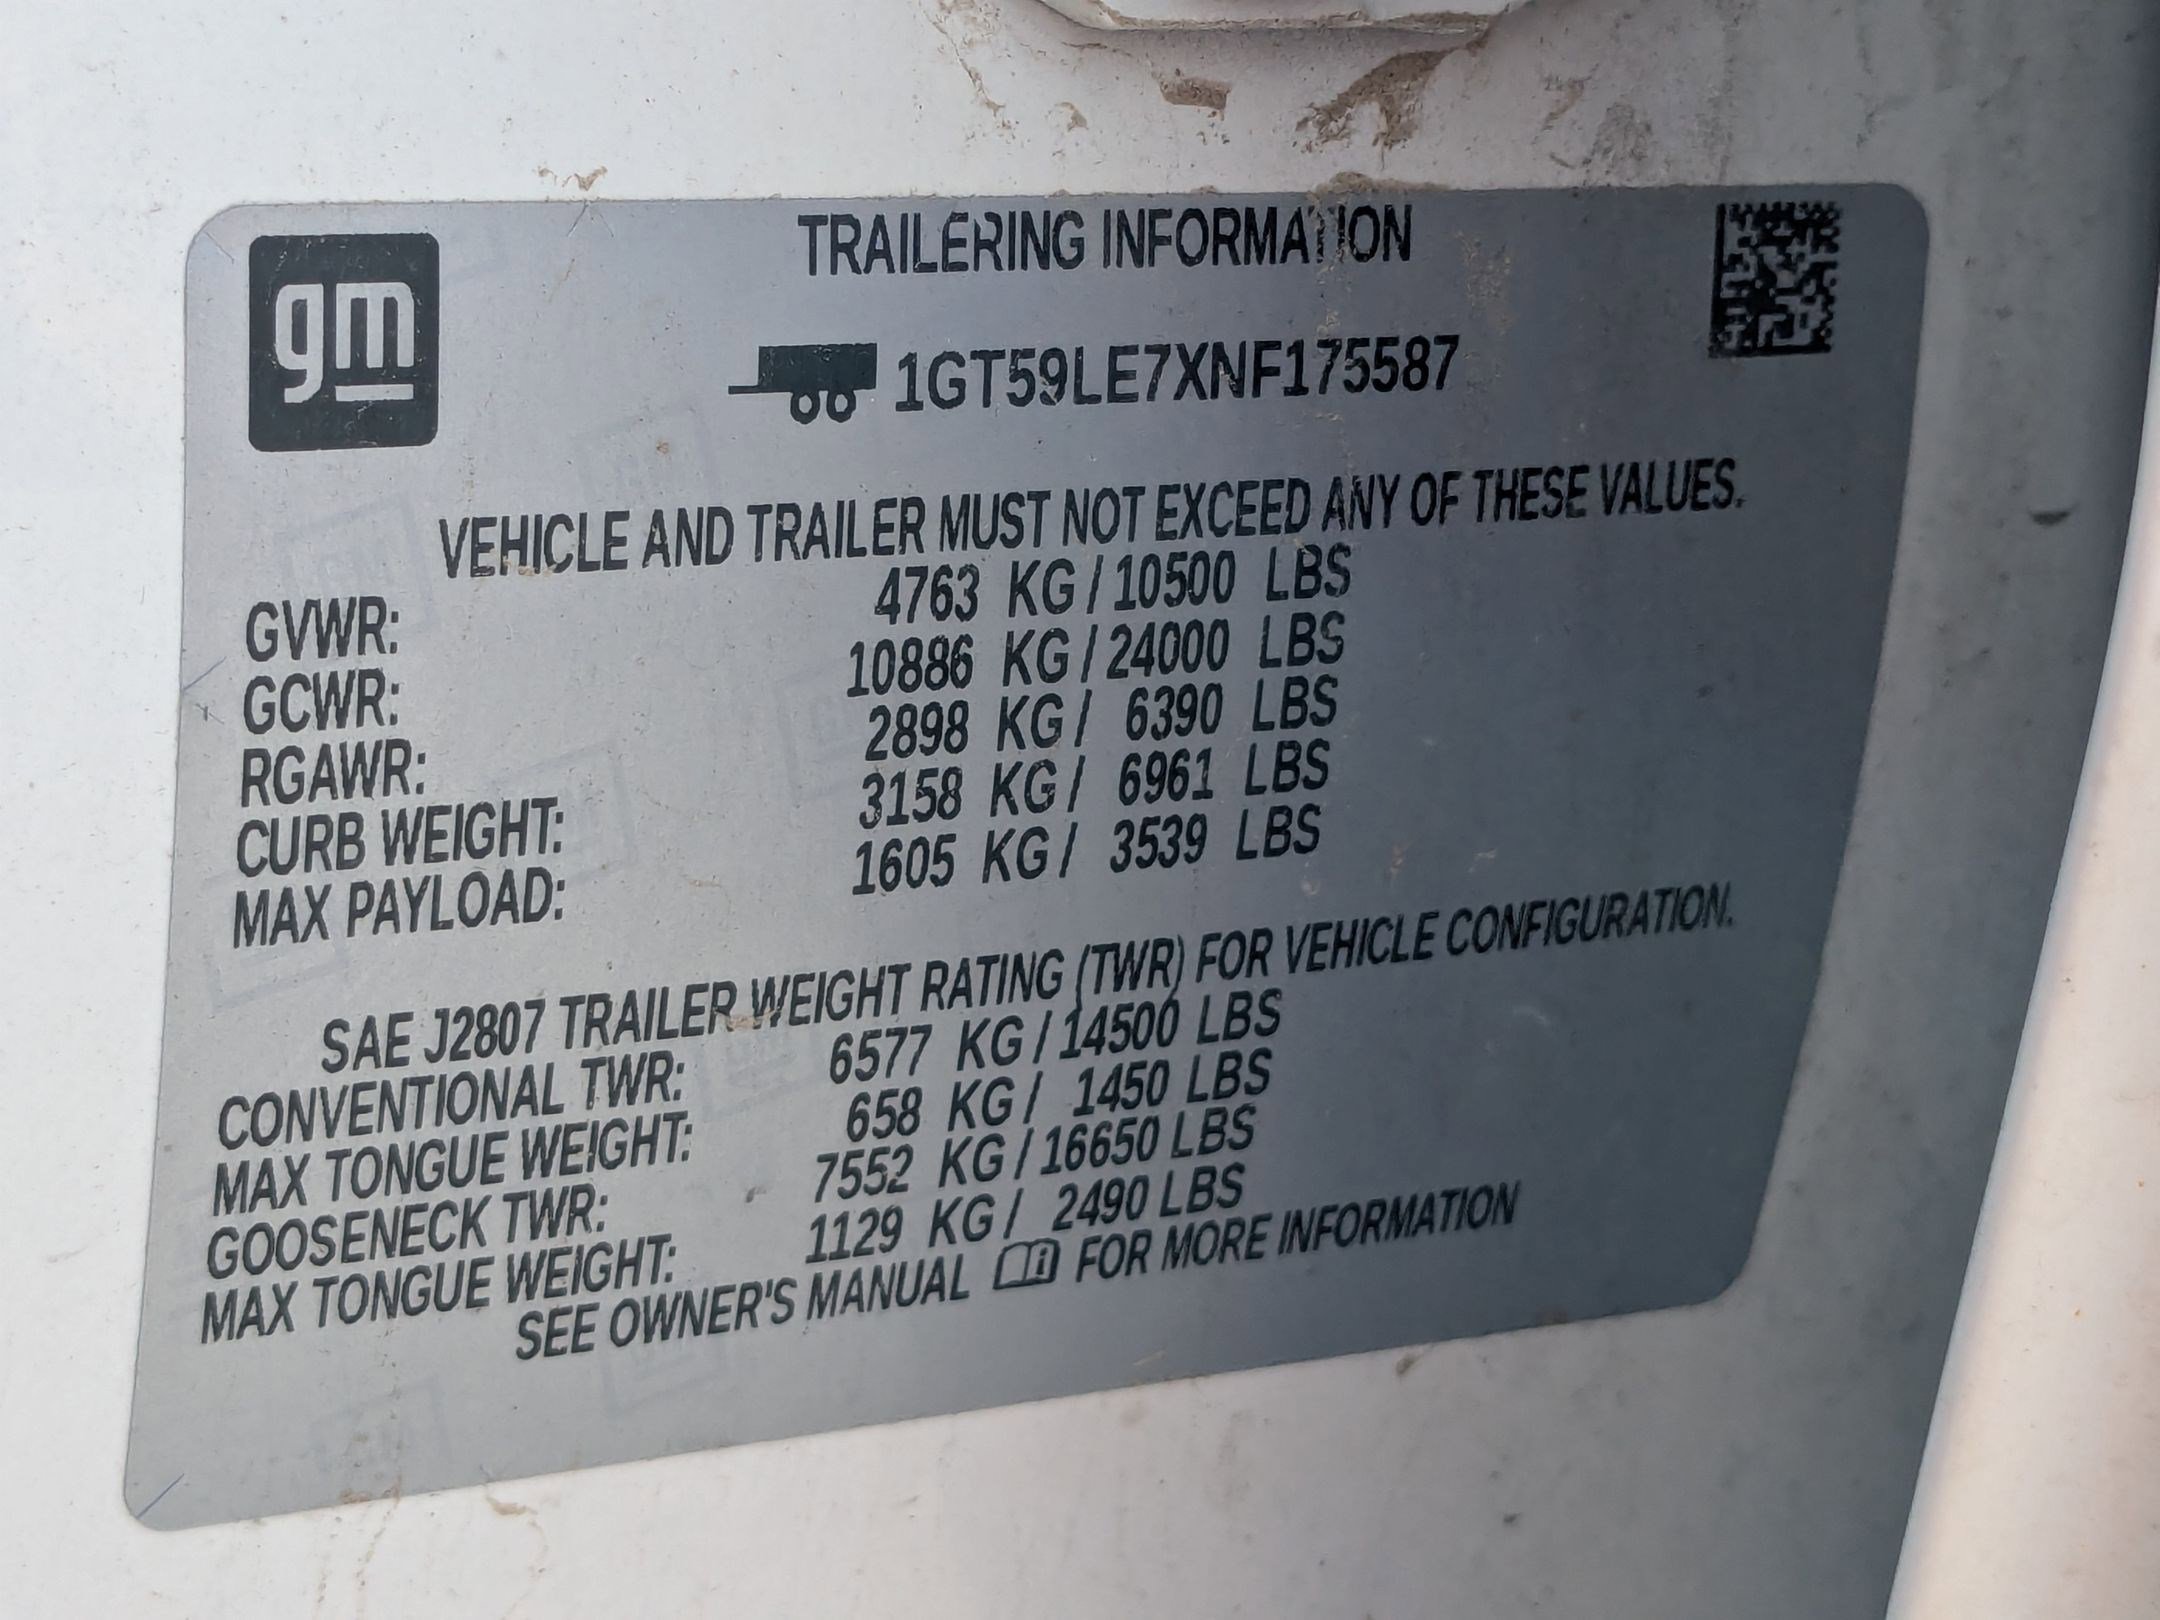 gm
TRAILERING INFORMATION
1GT59LE7XNF175587
VEHICLE AND TRAILER MUST NOT EXCEED ANY OF THESE VALUES.
GVWR: 4763 KG / 10500 LBS
GCWR: 10886 KG / 24000 LBS
RGAWR: 2898 KG / 6390 LBS
CURB WEIGHT: 3158 KG / 6961 LBS
MAX PAYLOAD: 1605 KG / 3539 LBS
SAE J2807 TRAILER WEIGHT RATING (TWR) FOR VEHICLE CONFIGURATION.
CONVENTIONAL TWR: 6577 KG / 14500 LBS
MAX TONGUE WEIGHT: 658 KG / 1450 LBS
GOOSENECK TWR: 7552 KG / 16650 LBS
MAX TONGUE WEIGHT: 1129 KG / 2490 LBS
SEE OWNER'S MANUAL FOR MORE INFORMATION